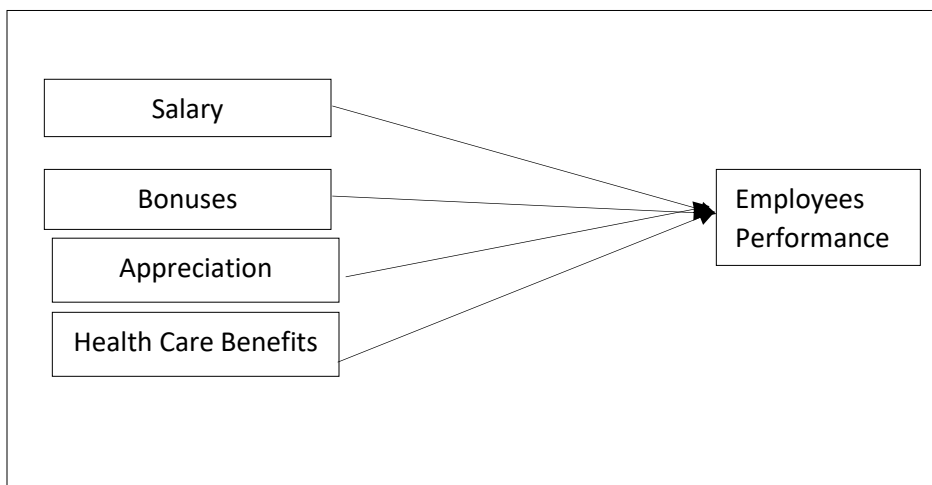 Salary
Bonuses
Appreciation
Health Care Benefits
Employees
Performance